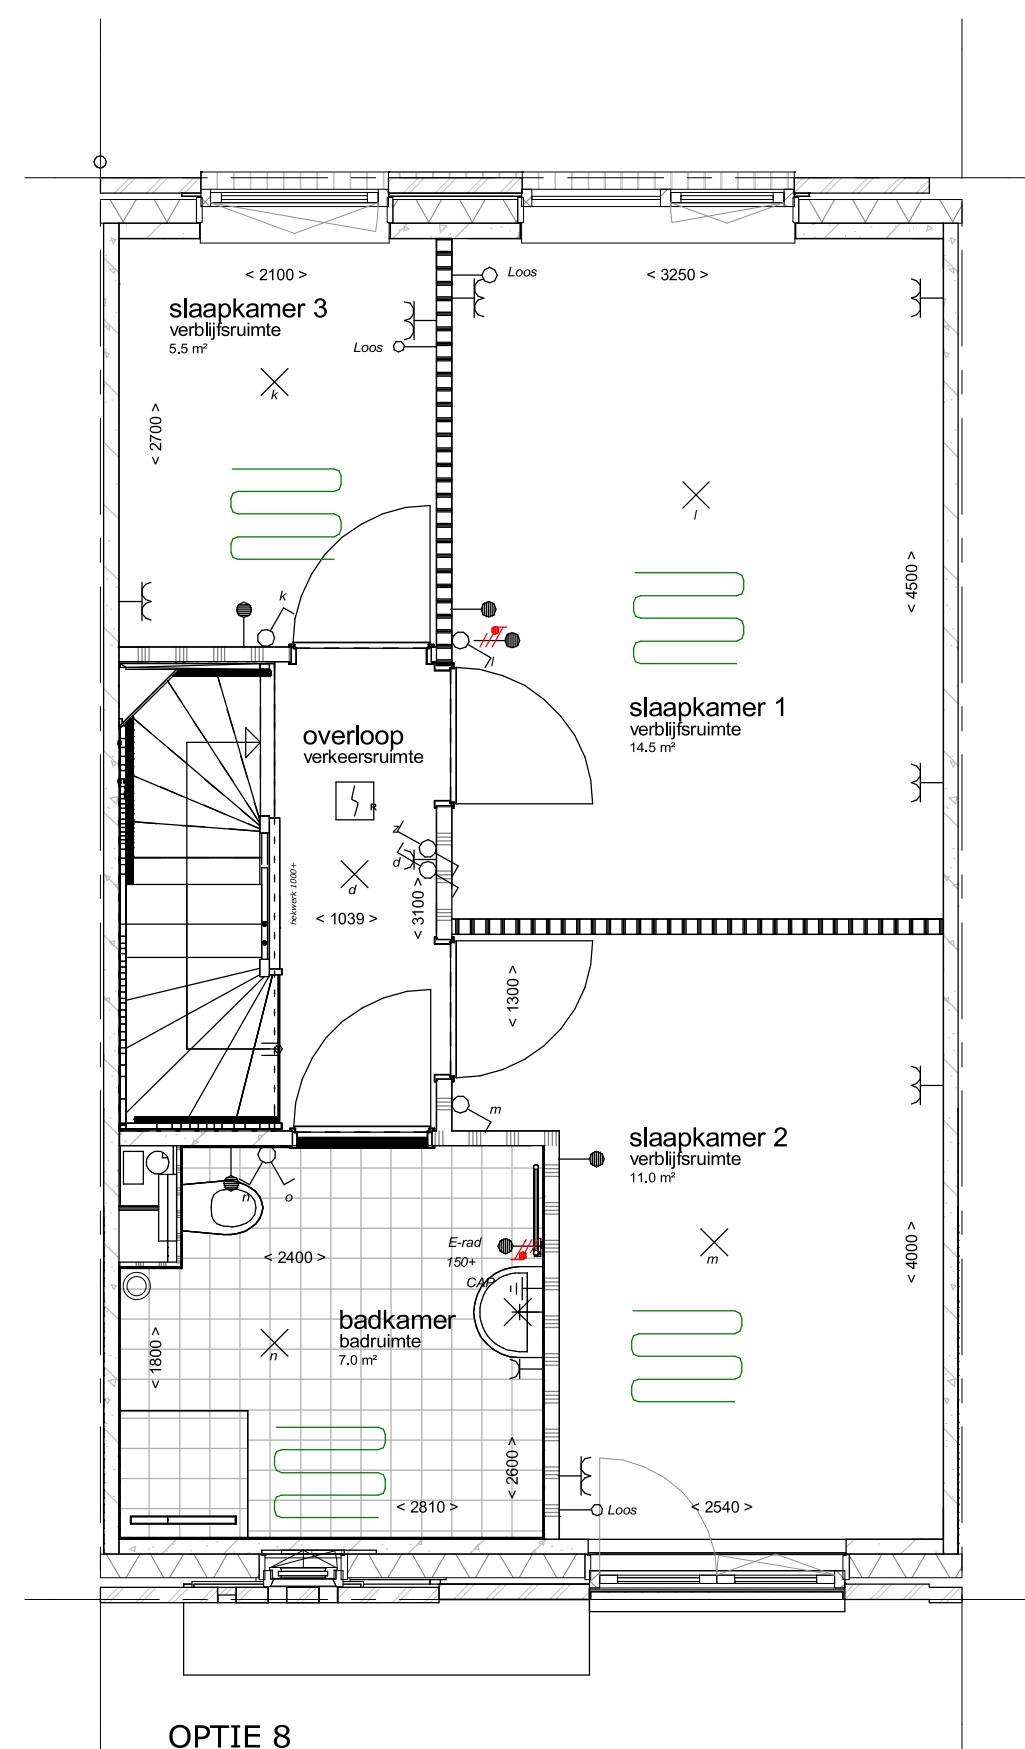 < 2100 >
Loos
< 3250 >
slaapkamer 3
verblijfsruimte
5.5 m²
Loos
k
< 2700 >
l
< 4500 >
k
l
slaapkamer 1
verblijfsruimte
14.5 m²
overloop
verkeersruimte
R
z
d
d
hekwerk 1000+
< 1039 >
< 3100 >
< 1300 >
m
slaapkamer 2
verblijfsruimte
11.0 m²
n
o
E-rad
150+
CAP
< 2400 >
m
< 4000 >
badkamer
badruimte
7.0 m²
n
< 1800 >
< 2600 >
< 2810 >
Loos
< 2540 >
OPTIE 8